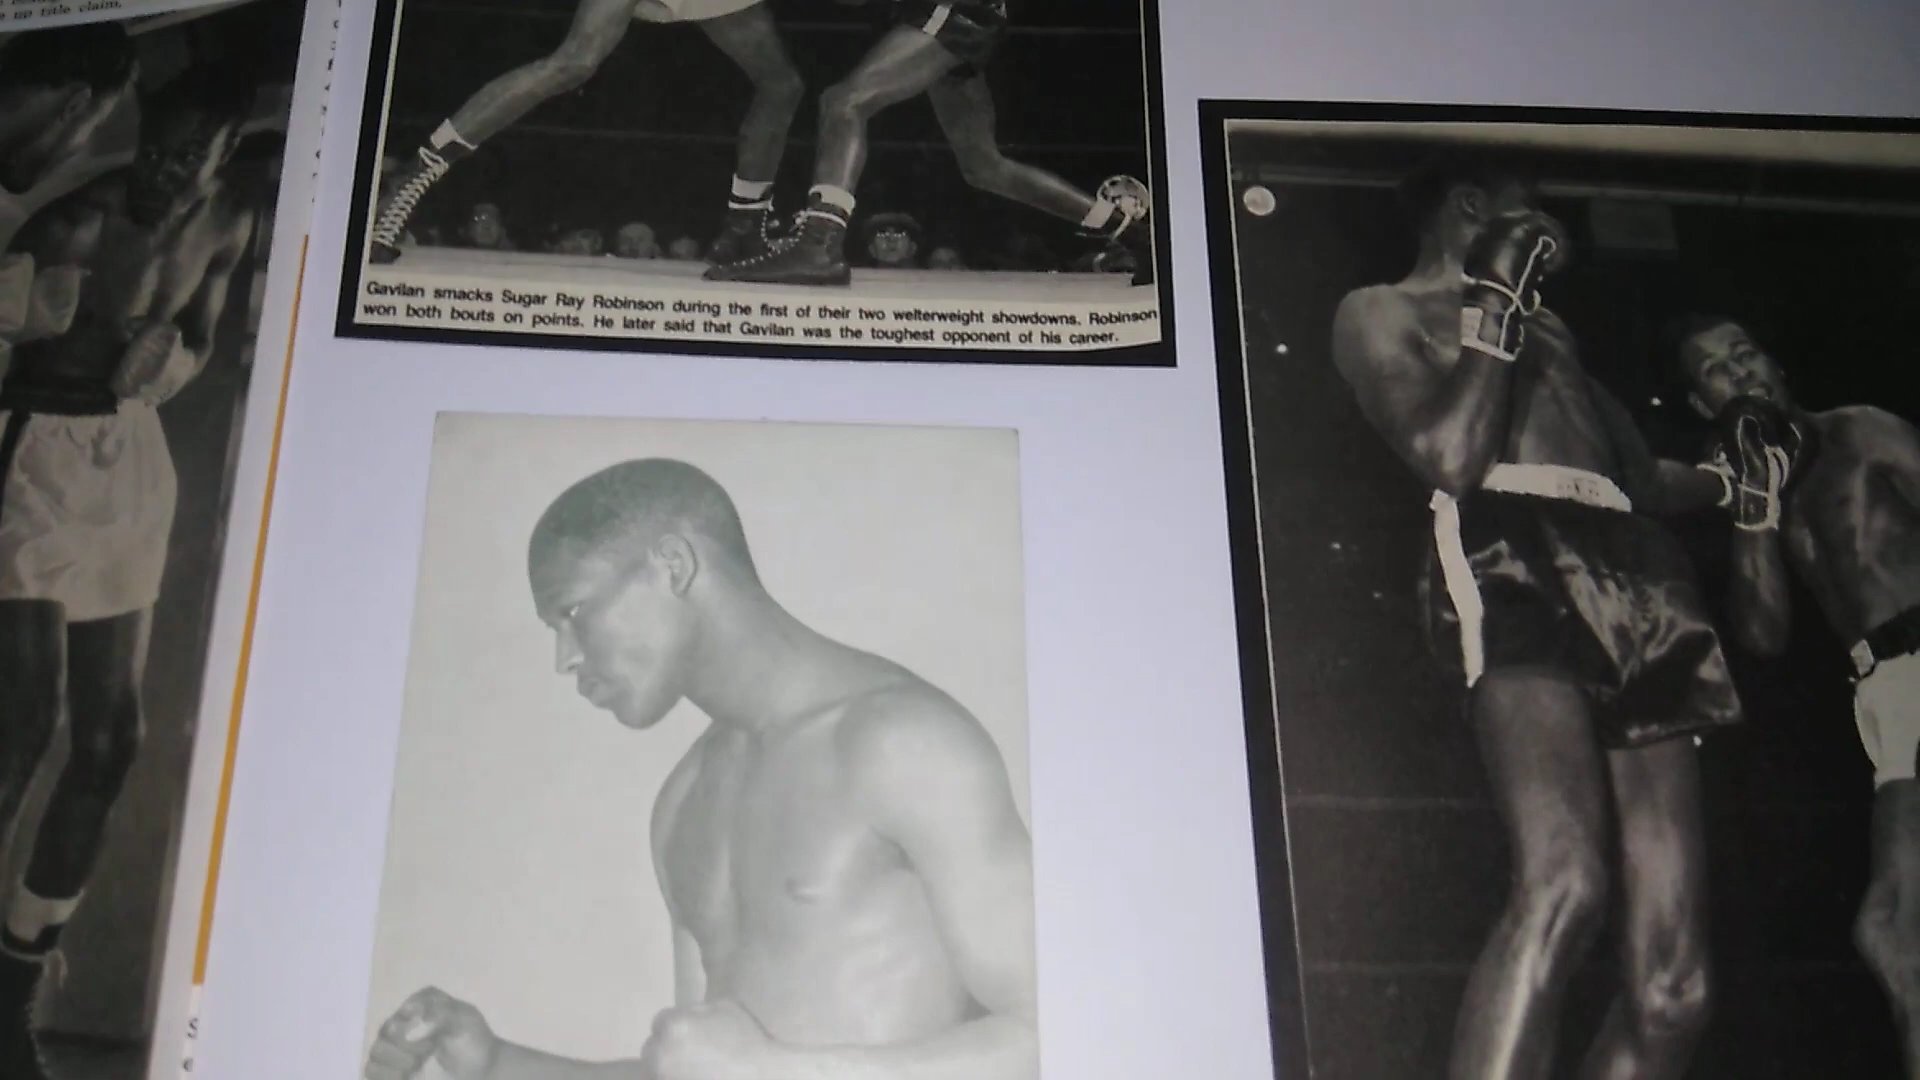 up title claim.
Gavilan smacks Sugar Ray Robinson during the first of their two welterweight showdowns. Robinson
won both bouts on points. He later said that Gavilan was the toughest opponent of his career.